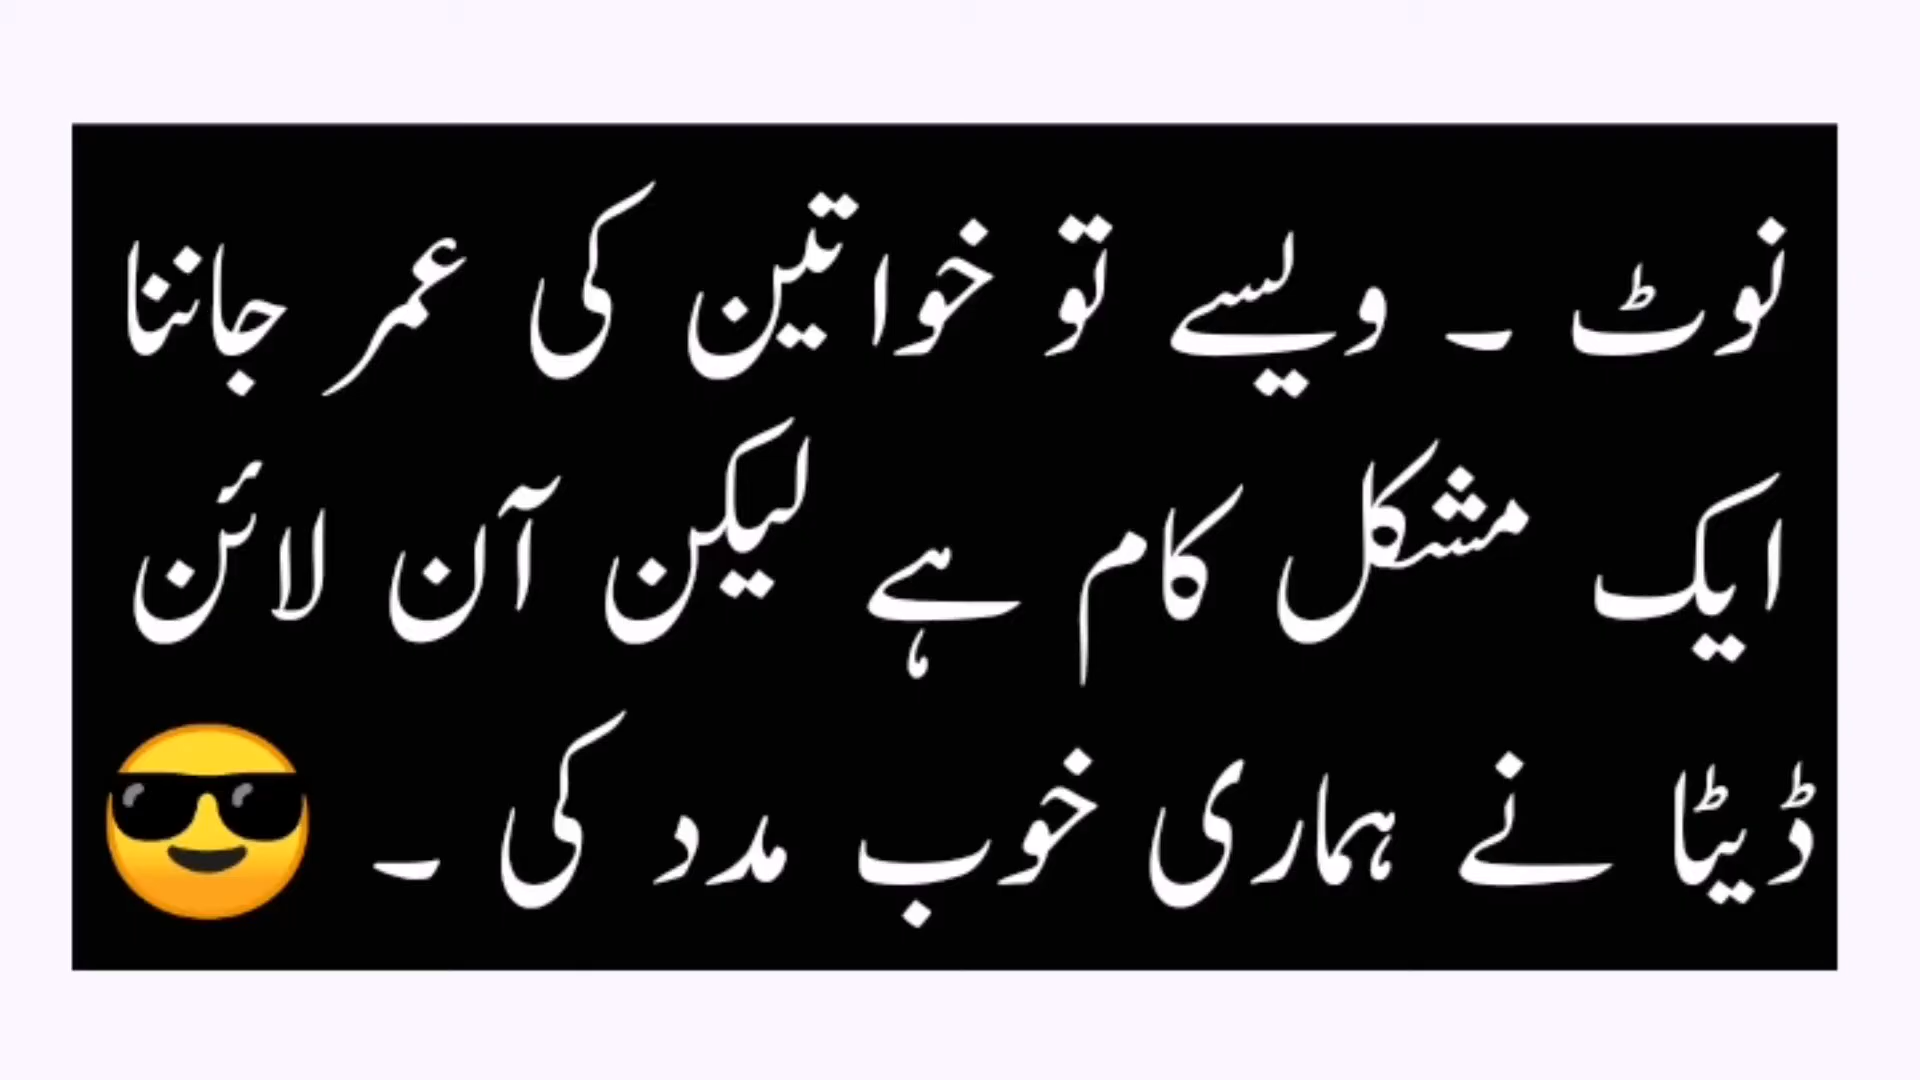 نوٹ ۔ ویسے تو خواتین کی عمر جاننا
ایک مشکل کام ہے لیکن آن لائن
ڈیٹا نے ہماری خوب مدد کی ۔ 😎